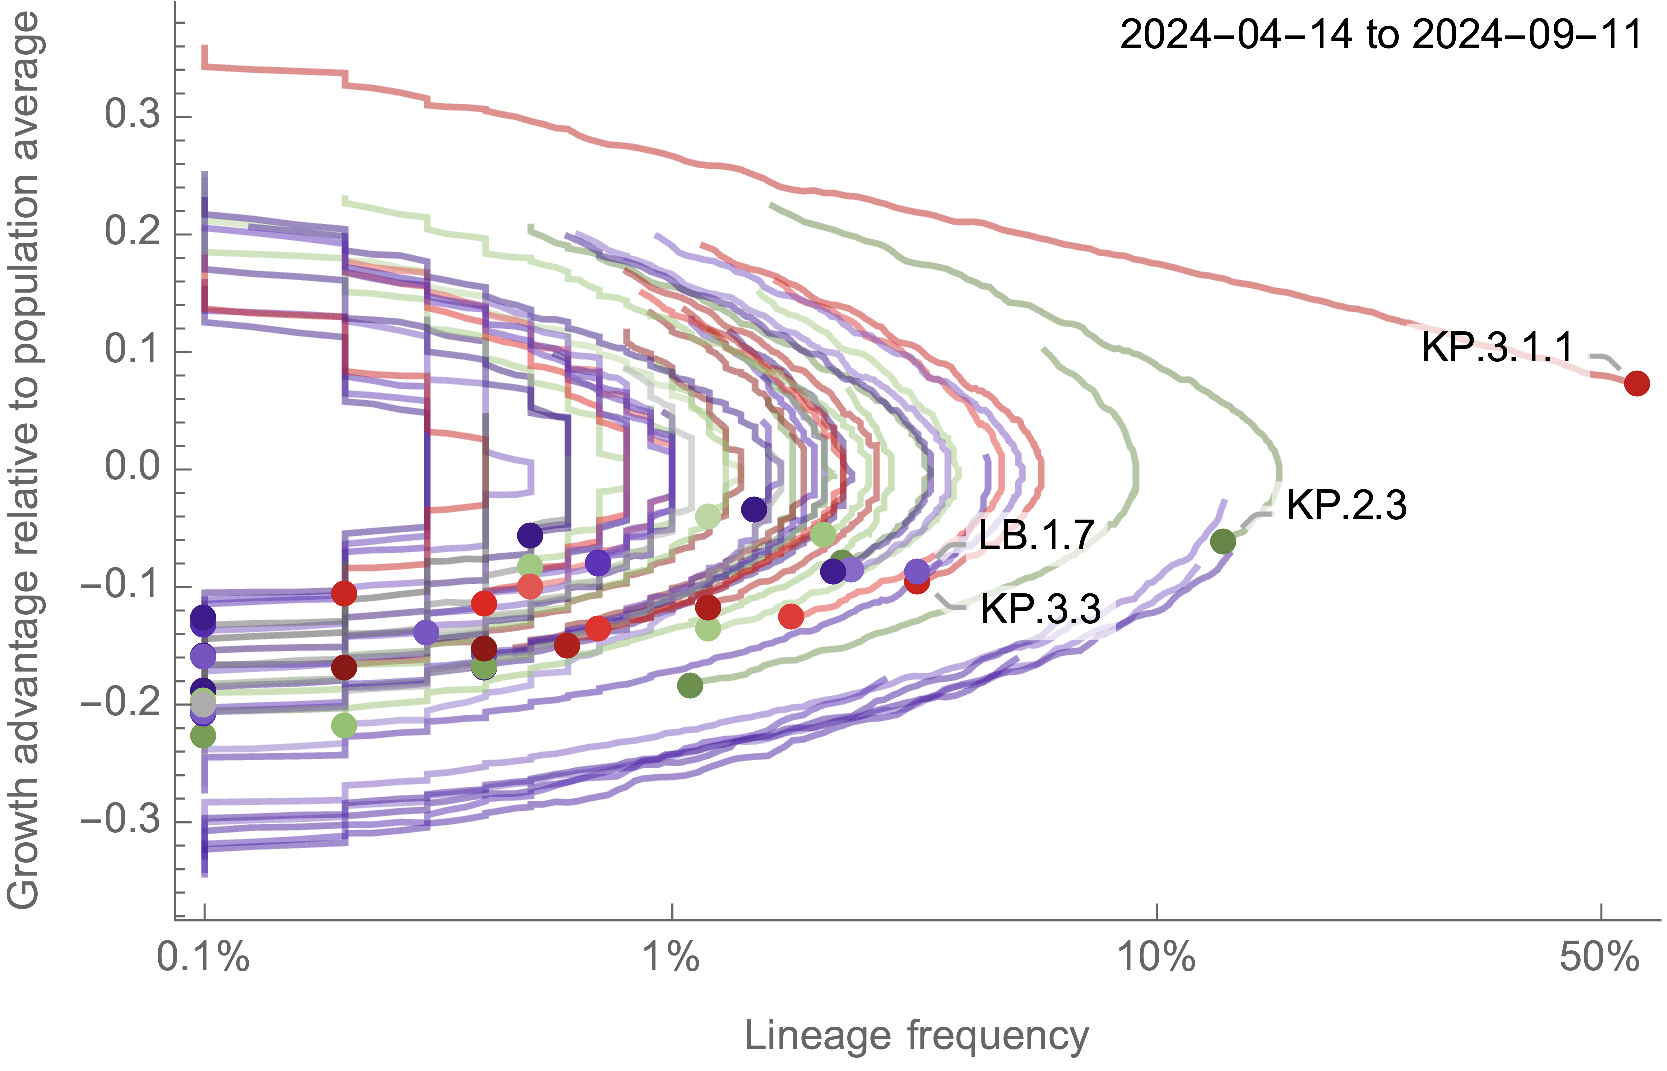 2024-04-14 to 2024-09-11
Growth advantage relative to population average
0.3
0.2
0.1
0.0
−0.1
−0.2
−0.3
KP.3.1.1
KP.2.3
LB.1.7
KP.3.3
0.1%
1%
10%
50%
Lineage frequency